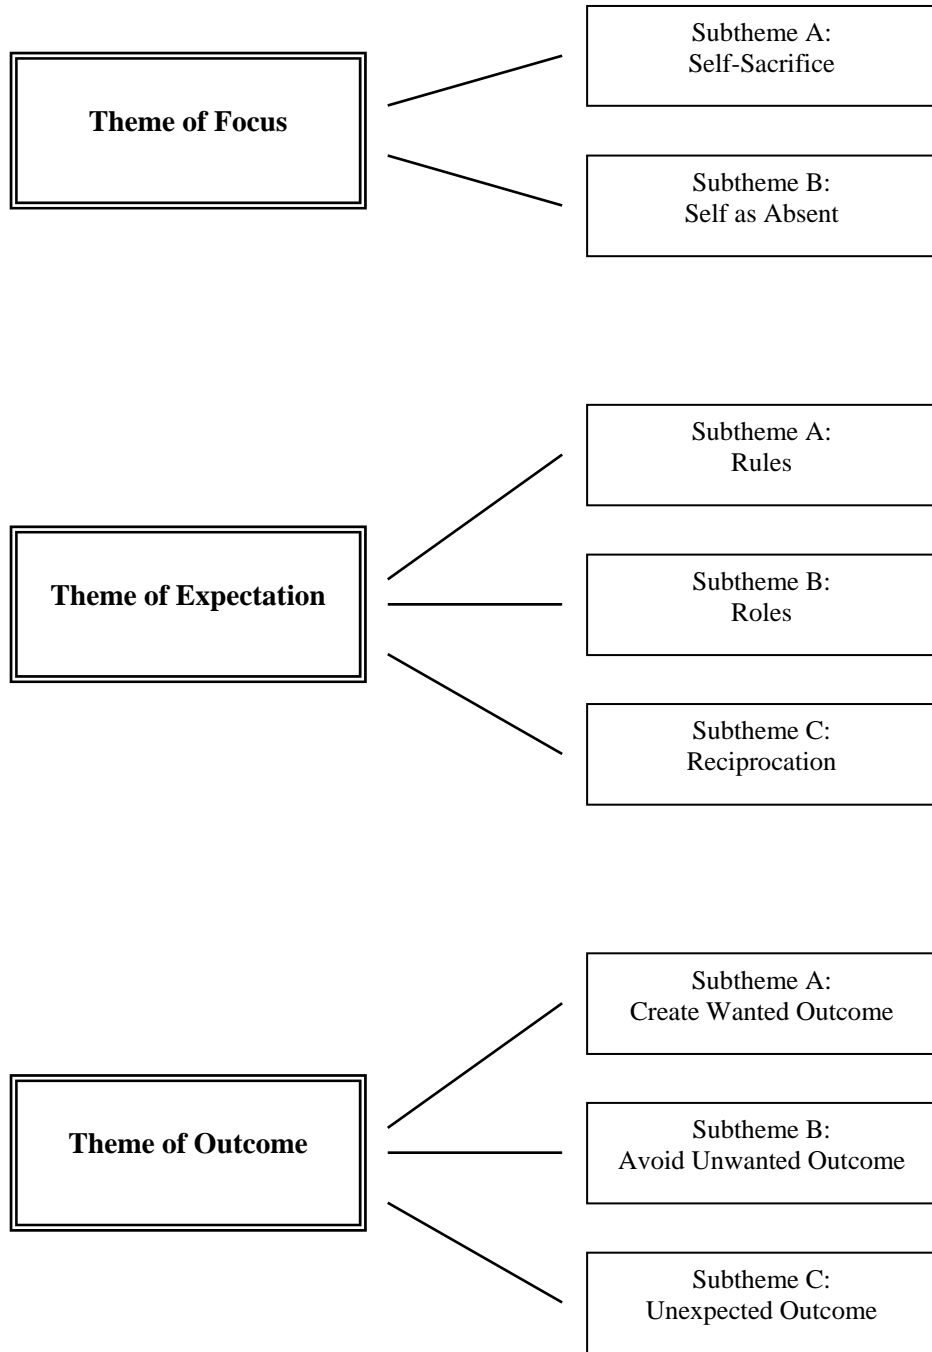 Theme of Focus
Subtheme A:
Self-Sacrifice
Subtheme B:
Self as Absent
Theme of Expectation
Subtheme A:
Rules
Subtheme B:
Roles
Subtheme C:
Reciprocation
Theme of Outcome
Subtheme A:
Create Wanted Outcome
Subtheme B:
Avoid Unwanted Outcome
Subtheme C:
Unexpected Outcome